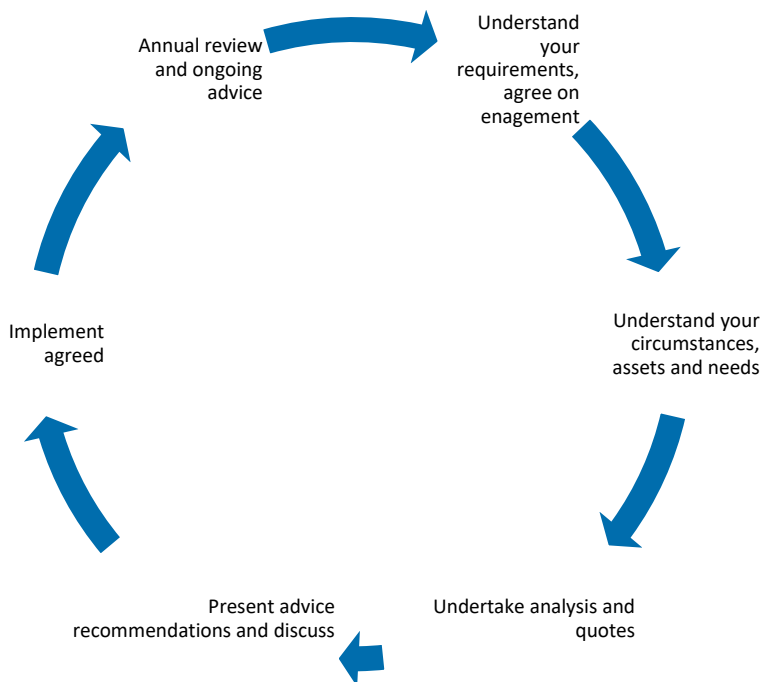 Annual review
and ongoing
advice
Understand
your
requirements,
agree on
enagement
Understand your
circumstances,
assets and needs
Undertake analysis and
quotes
Present advice
recommendations and discuss
Implement
agreed